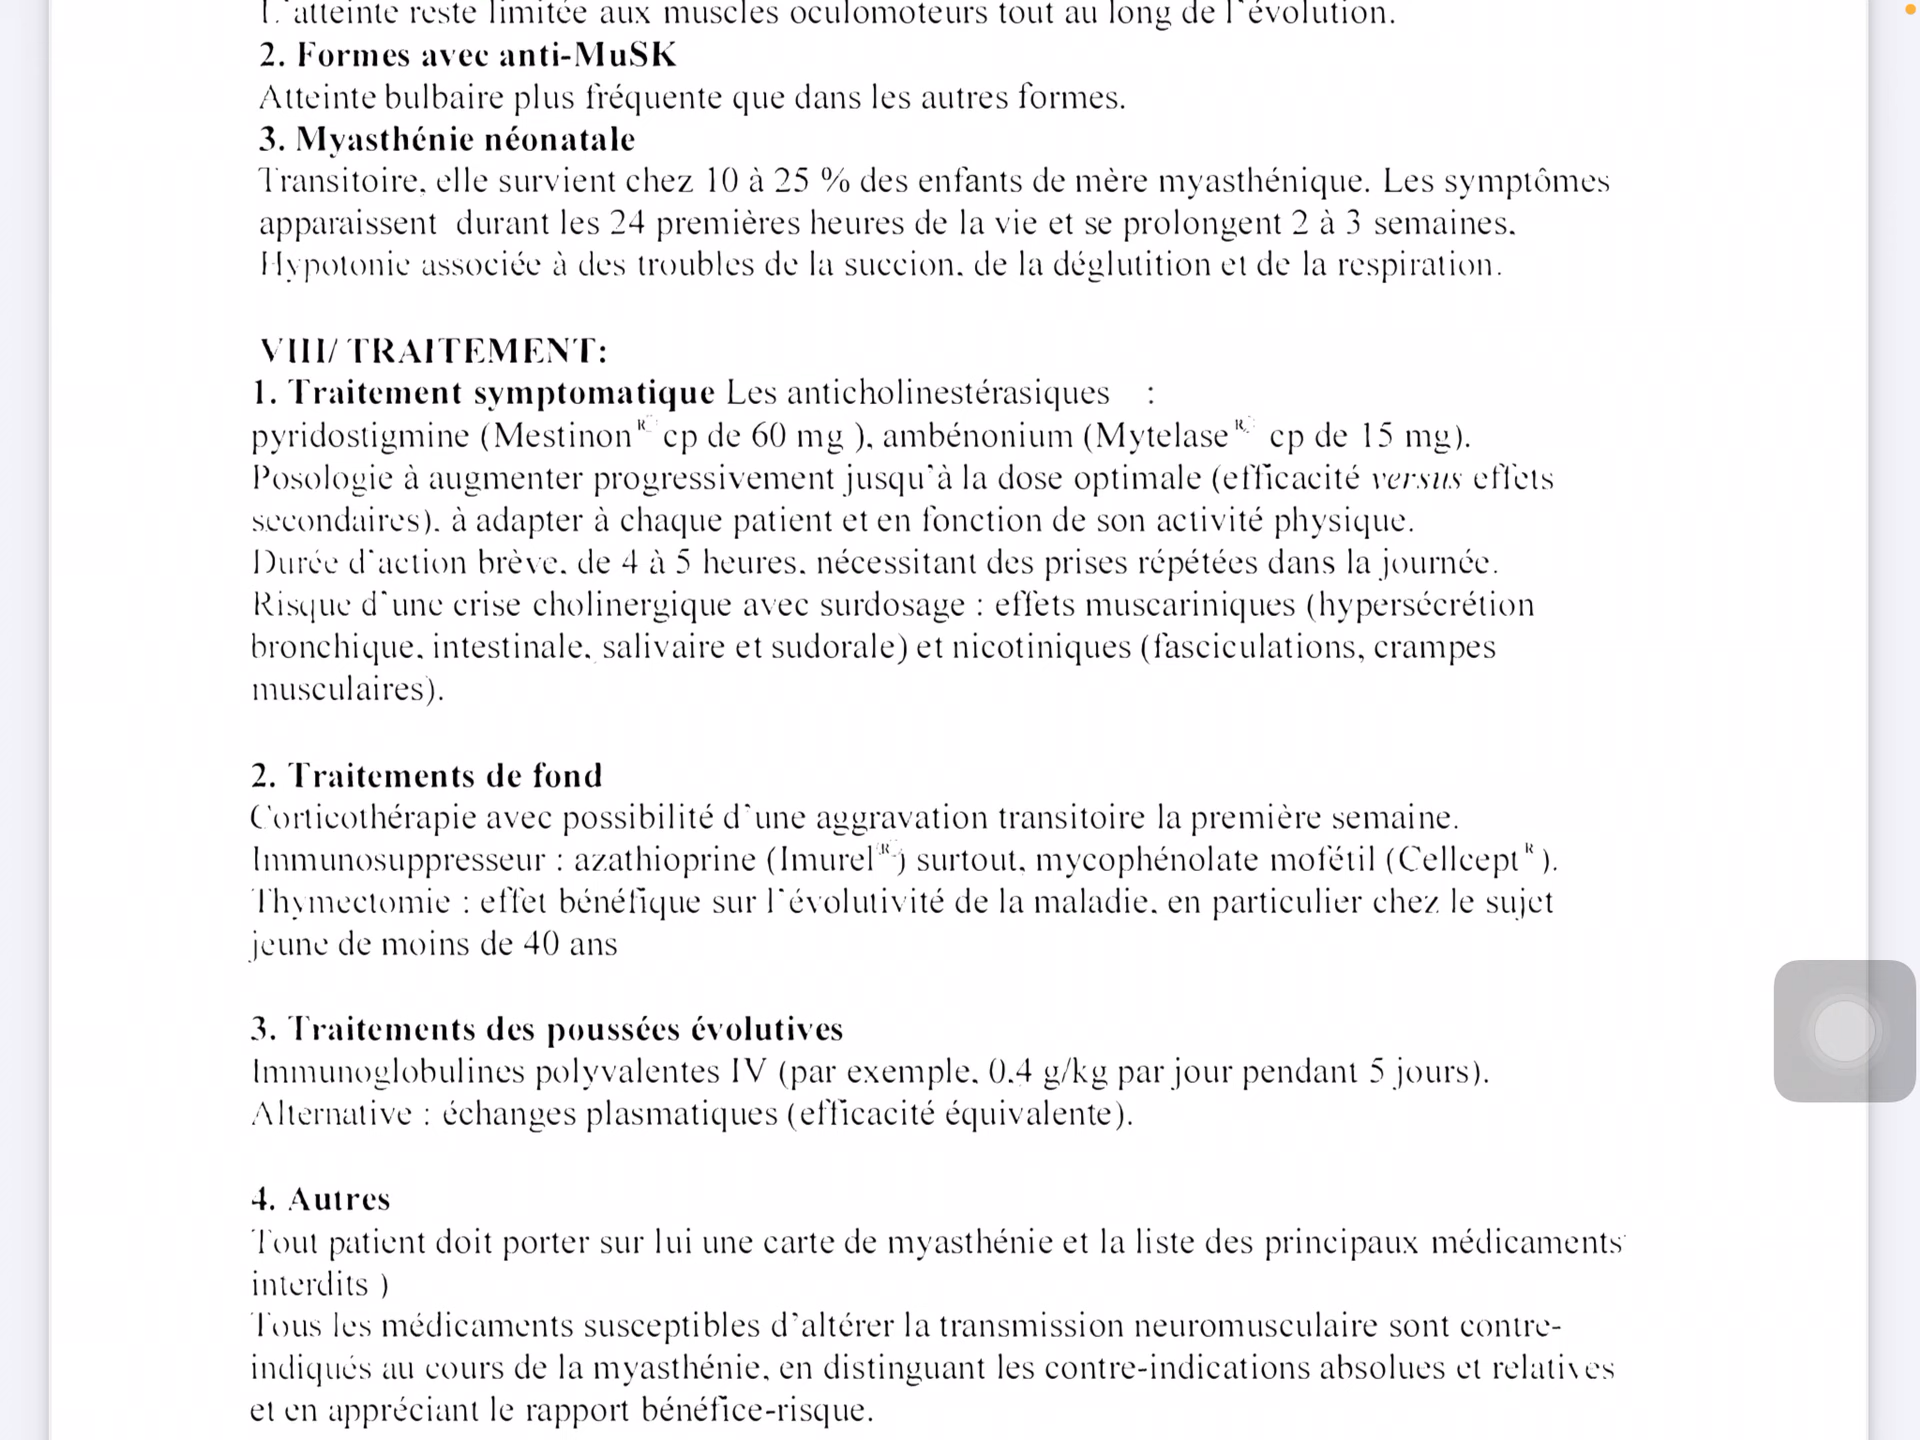 L'atteinte reste limitée aux muscles oculomoteurs tout au long de l'évolution.
2. Formes avec anti-MuSK
Atteinte bulbaire plus fréquente que dans les autres formes.
3. Myasthénie néonatale
Transitoire, elle survient chez 10 à 25 % des enfants de mère myasthénique. Les symptômes
apparaissent durant les 24 premières heures de la vie et se prolongent 2 à 3 semaines.
Hypotonie associée à des troubles de la succion, de la déglutition et de la respiration.
VIII/ TRAITEMENT:
1. Traitement symptomatique Les anticholinestérasiques :
pyridostigmine (Mestinon® cp de 60 mg ), ambénonium (Mytelase® cp de 15 mg).
Posologie à augmenter progressivement jusqu'à la dose optimale (efficacité versus effets
secondaires), à adapter à chaque patient et en fonction de son activité physique.
Durée d'action brève, de 4 à 5 heures, nécessitant des prises répétées dans la journée.
Risque d'une crise cholinergique avec surdosage : effets muscariniques (hypersécrétion
bronchique, intestinale, salivaire et sudorale) et nicotiniques (fasciculations, crampes
musculaires).
2. Traitements de fond
Corticothérapie avec possibilité d'une aggravation transitoire la première semaine.
Immunosuppresseur : azathioprine (Imurel®) surtout, mycophénolate mofétil (Cellcept®).
Thymectomie : effet bénéfique sur l'évolutivité de la maladie, en particulier chez le sujet
jeune de moins de 40 ans
3. Traitements des poussées évolutives
Immunoglobulines polyvalentes IV (par exemple, 0,4 g/kg par jour pendant 5 jours).
Alternative : échanges plasmatiques (efficacité équivalente).
4. Autres
Tout patient doit porter sur lui une carte de myasthénie et la liste des principaux médicaments
interdits )
Tous les médicaments susceptibles d'altérer la transmission neuromusculaire sont contre-
indiqués au cours de la myasthénie, en distinguant les contre-indications absolues et relatives
et en appréciant le rapport bénéfice-risque.